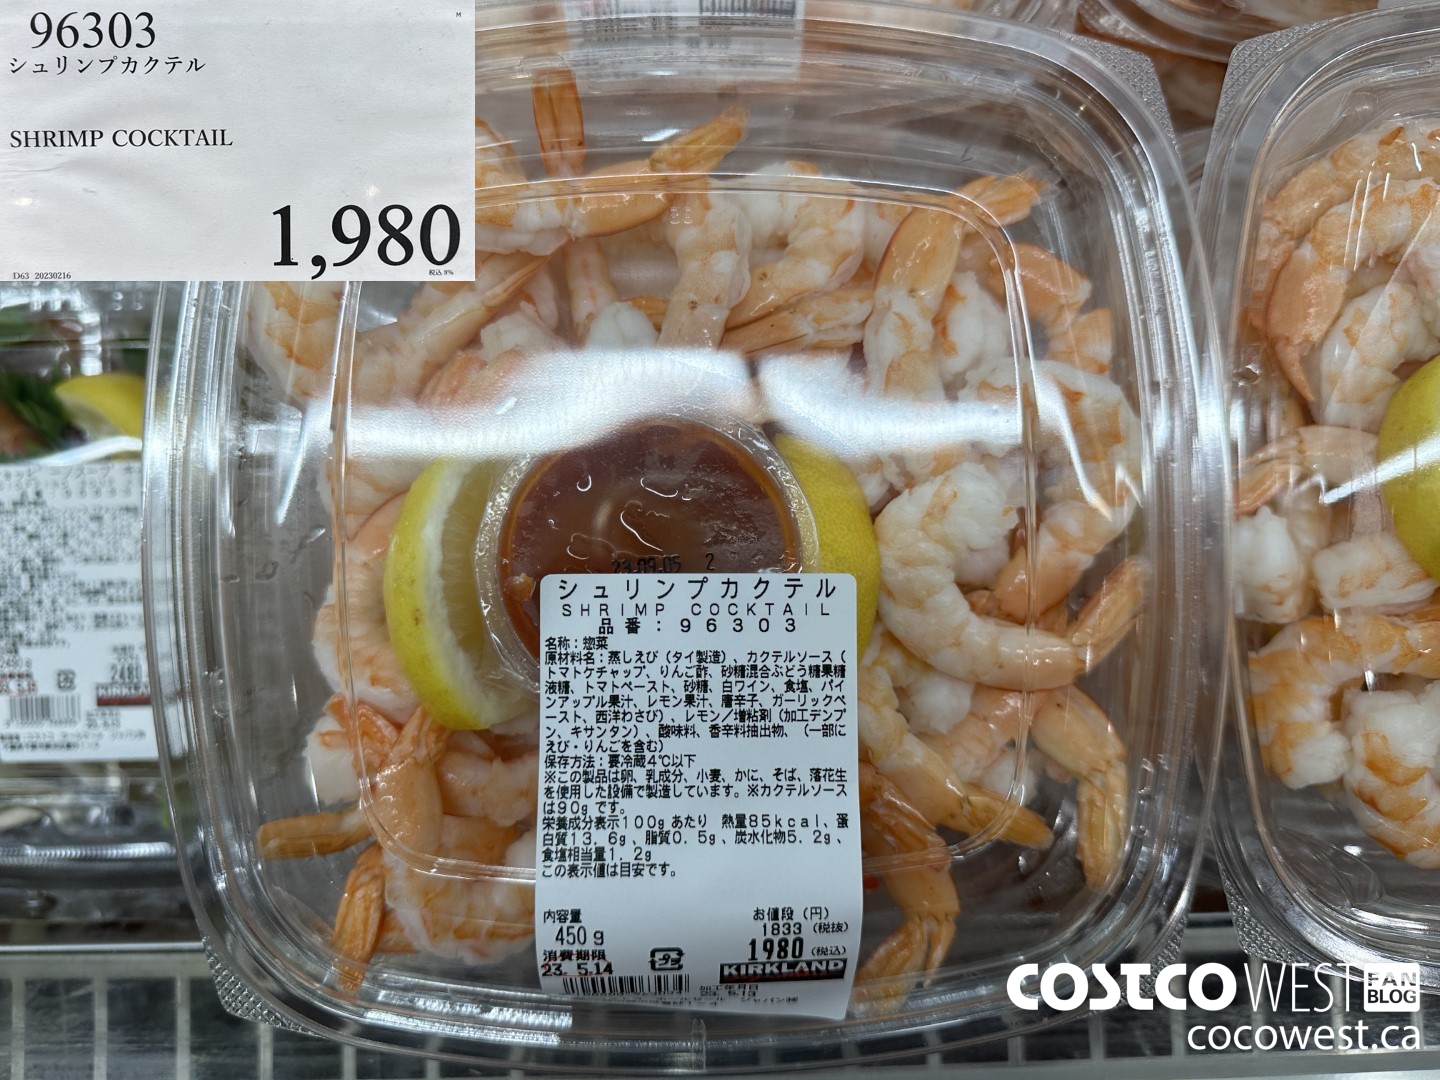 96303
M
シュリンプカクテル
SHRIMP COCKTAIL
1,980
税込 8%
D63 20230216
23.09.05 2
シュリンプカクテル
SHRIMP COCKTAIL
品番：96303
名称：惣菜
原材料名：蒸しえび（タイ製造）、カクテルソース（
トマトケチャップ、りんご酢、砂糖混合ぶどう糖果糖
液糖、トマトペースト、砂糖、白ワイン、食塩、パイ
ンアップル果汁、レモン果汁、唐辛子、ガーリックペ
ースト、西洋わさび）、レモン／増粘剤（加工デンプ
ン、キサンタン）、酸味料、香辛料抽出物、（一部に
えび・りんごを含む）
保存方法：要冷蔵4℃以下
※この製品は卵、乳成分、小麦、かに、そば、落花生
を使用した設備で製造しています。※カクテルソース
は90gです。
栄養成分表示100gあたり 熱量85kcal、蛋
白質13.6g、脂質0.5g、炭水化物5.2g、
食塩相当量1.2g
この表示値は目安です。
内容量
450g
お値段（円）
1833（税抜）
1980（税込）
消費期限
23. 5.14
KIRKLAND
加工年月日
23. 5.13
COSTCO WEST FAN BLOG
cocowest.ca